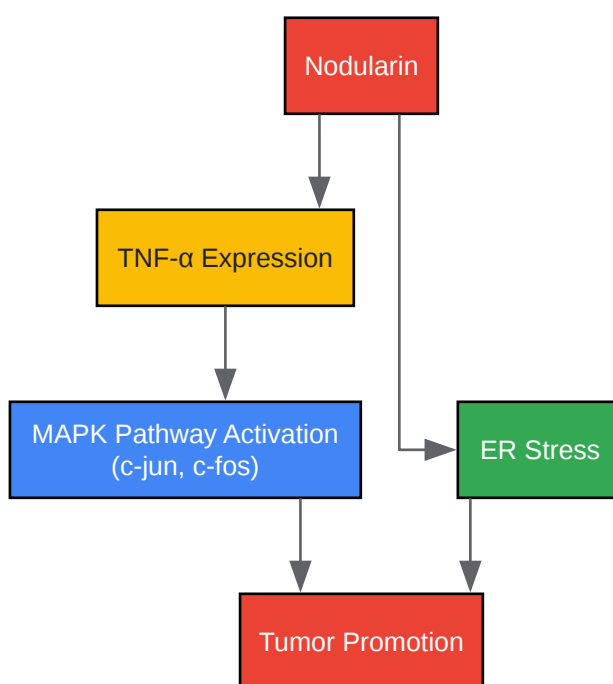 Nodularin
TNF-α Expression
MAPK Pathway Activation
(c-jun, c-fos)
ER Stress
Tumor Promotion